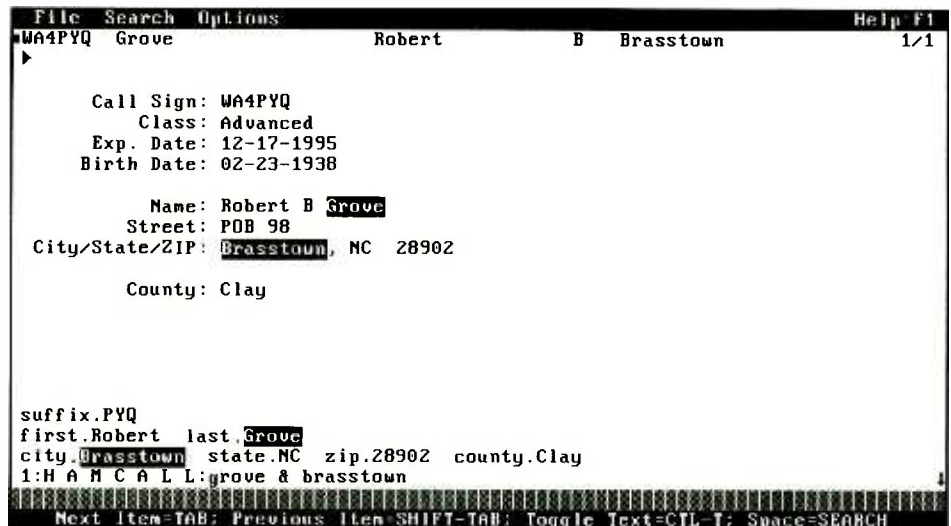 File Search Options Help F1
WA4PYQ Grove Robert B Brasstown 1/1
Call Sign: WA4PYQ
Class: Advanced
Exp. Date: 12-17-1995
Birth Date: 02-23-1938
Name: Robert B Grove
Street: POB 98
City/State/ZIP: Brasstown, NC 28902
County: Clay
suffix.PYQ
first.Robert last.Grove
city.Brasstown state.NC zip.28902 county.Clay
1:H A M C A L L:grove & brasstown
Next Item=TAB; Previous Item=SHIFT-TAB; Toggle Text=CTL-T; Space=SEARCH